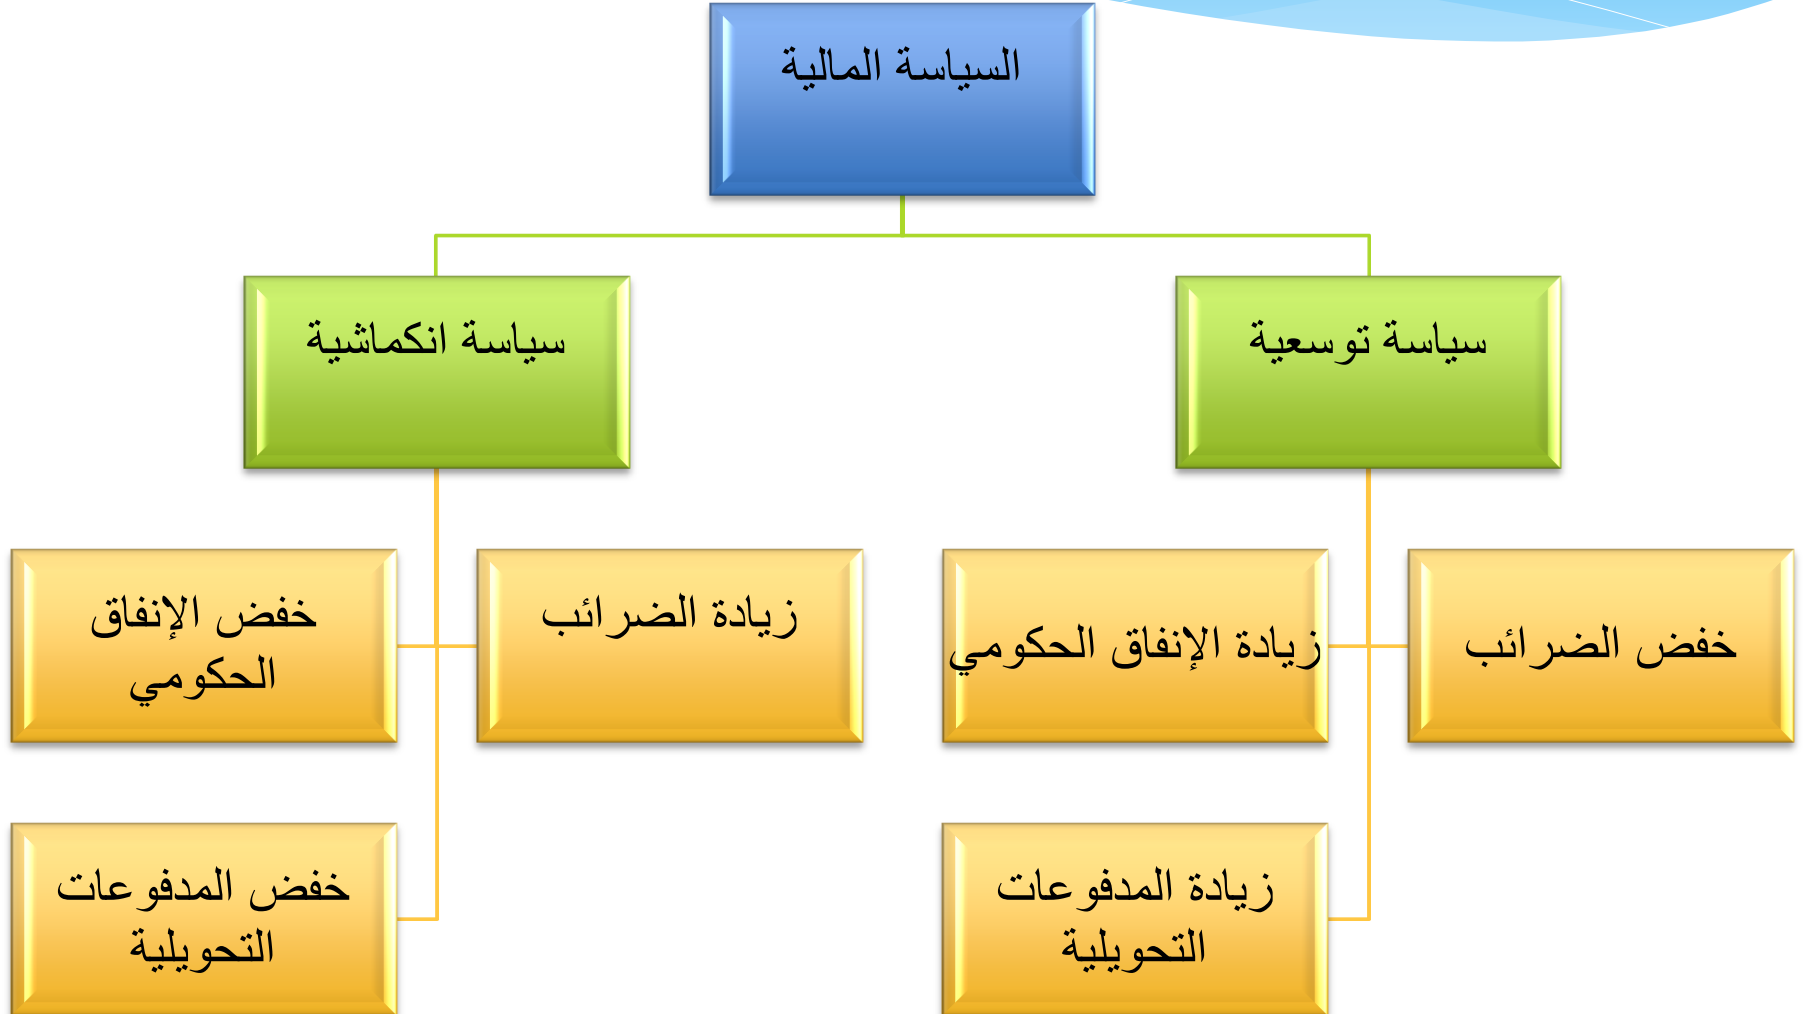 السياسة المالية
سياسة توسعية
سياسة انكماشية
خفض الضرائب
زيادة الإنفاق الحكومي
زيادة الضرائب
خفض الإنفاق
الحكومي
زيادة المدفوعات
التحويلية
خفض المدفوعات
التحويلية